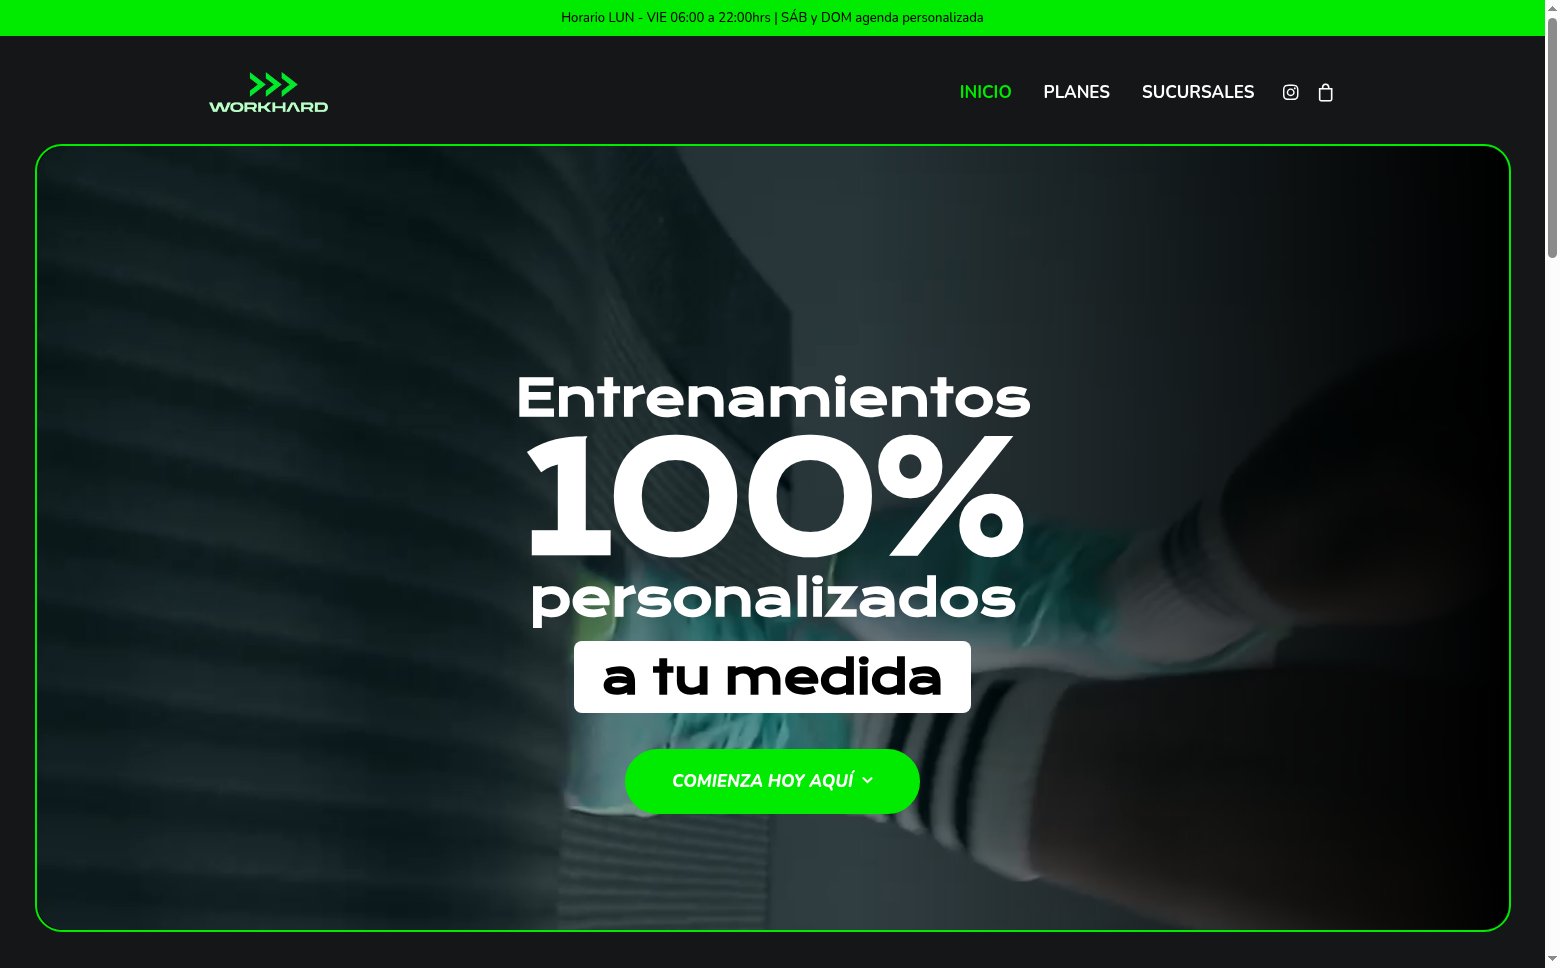 Horario LUN - VIE 06:00 a 22:00hrs | SÁB y DOM agenda personalizada
WORKHARD
INICIO
PLANES
SUCURSALES
Entrenamientos
100%
personalizados
a tu medida
COMIENZA HOY AQUÍ